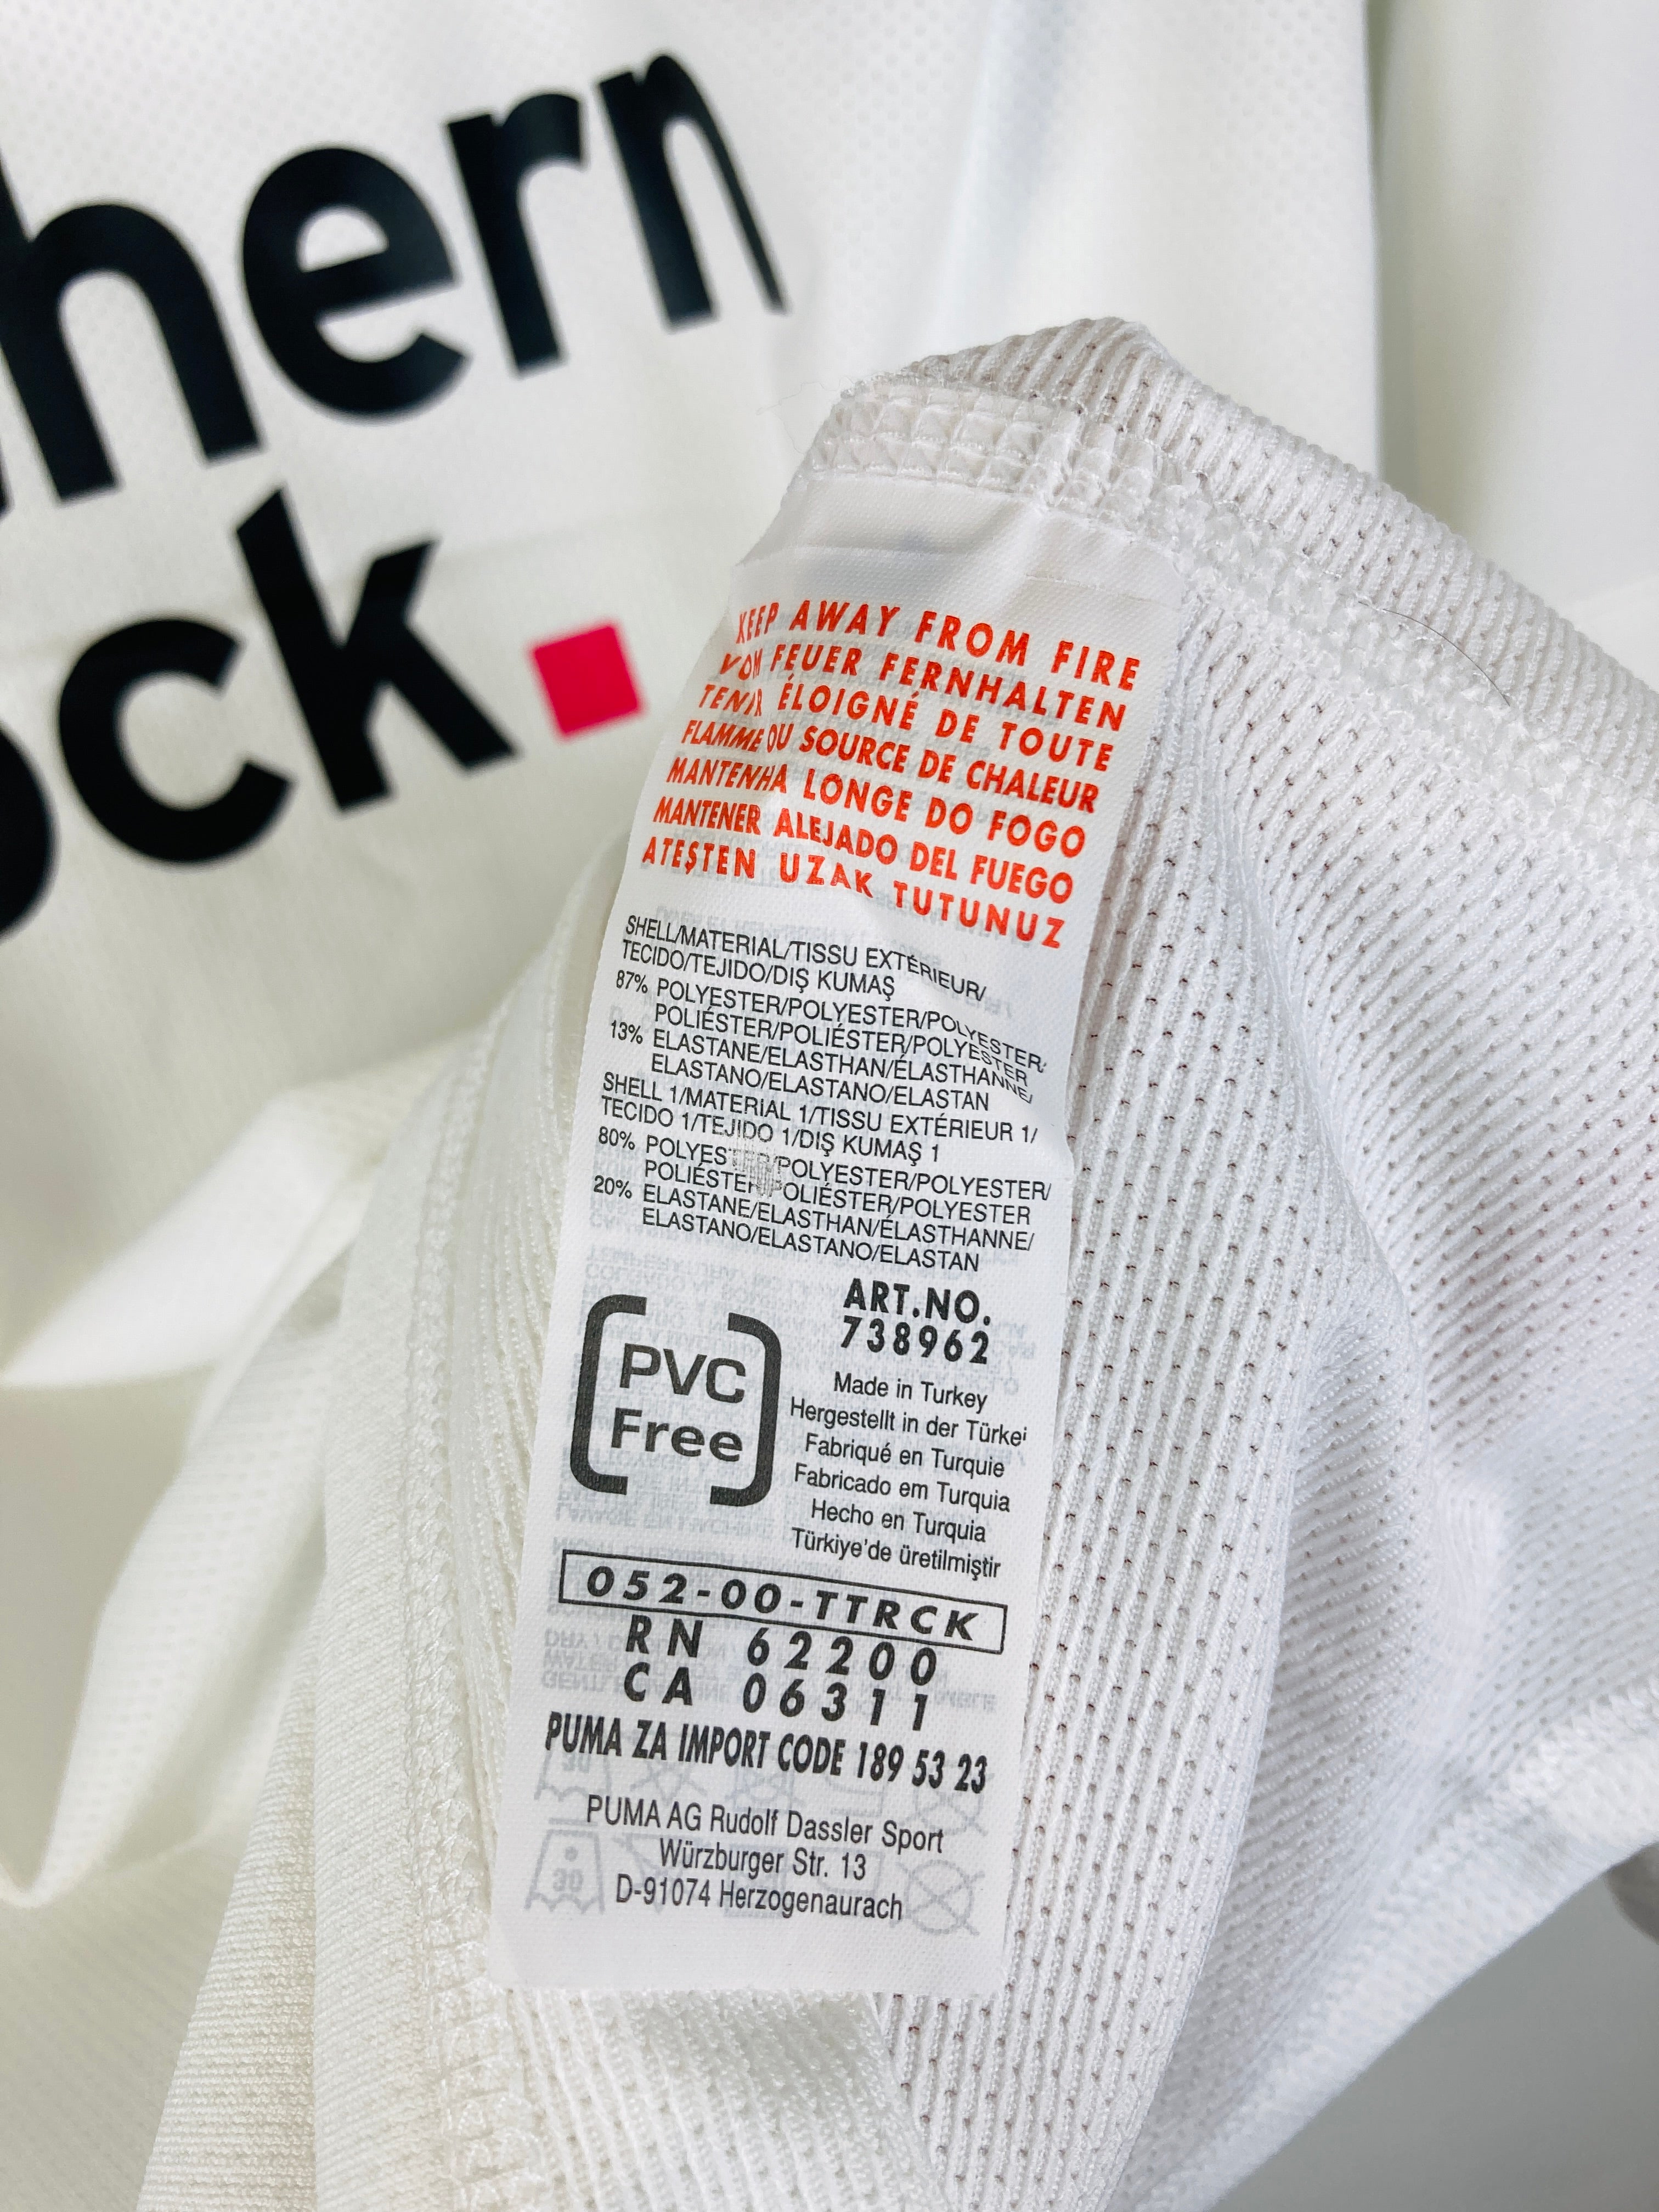 hern
ock.
KEEP AWAY FROM FIRE
VOM FEUER FERNHALTEN
TENIR ÉLOIGNÉ DE TOUTE
FLAMME OU SOURCE DE CHALEUR
MANTENHA LONGE DO FOGO
MANTENER ALEJADO DEL FUEGO
ATEŞTEN UZAK TUTUNUZ
SHELL/MATERIAL/TISSU EXTÉRIEUR/
TECIDO/TEJIDO/DIŞ KUMAŞ
87% POLYESTER/POLYESTER/POLYESTER/
POLIÉSTER/POLIÉSTER/POLYESTER
13% ELASTANE/ELASTHAN/ÉLASTHANNE/
ELASTANO/ELASTANO/ELASTAN
SHELL 1/MATERIAL 1/TISSU EXTÉRIEUR 1/
TECIDO 1/TEJIDO 1/DIŞ KUMAŞ 1
80% POLYESTER/POLYESTER/POLYESTER/
POLIÉSTER/POLIÉSTER/POLYESTER
20% ELASTANE/ELASTHAN/ÉLASTHANNE/
ELASTANO/ELASTANO/ELASTAN
ART.NO.
738962
PVC
Free
Made in Turkey
Hergestellt in der Türkei
Fabriqué en Turquie
Fabricado em Turquia
Hecho en Turquia
Türkiye'de üretilmiştir
052-00-TTRCK
RN 62200
CA 06311
PUMA ZA IMPORT CODE 189 53 23
PUMA AG Rudolf Dassler Sport
Würzburger Str. 13
D-91074 Herzogenaurach